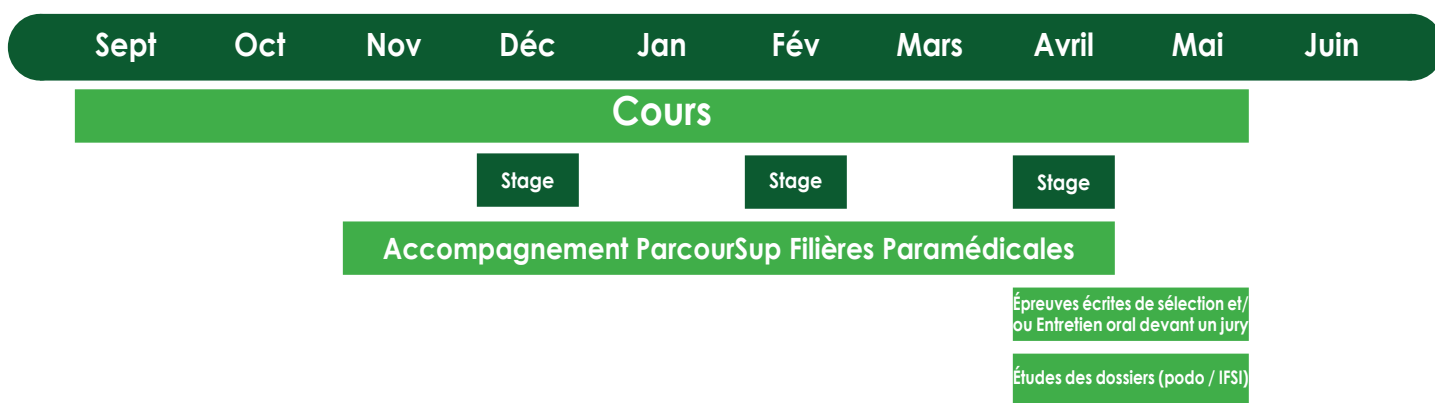 Sept Oct Nov Déc Jan Fév Mars Avril Mai Juin
Cours
Stage Stage Stage
Accompagnement ParcourSup Filières Paramédicales
Épreuves écrites de sélection et/
ou Entretien oral devant un jury
Études des dossiers (podo / IFSI)